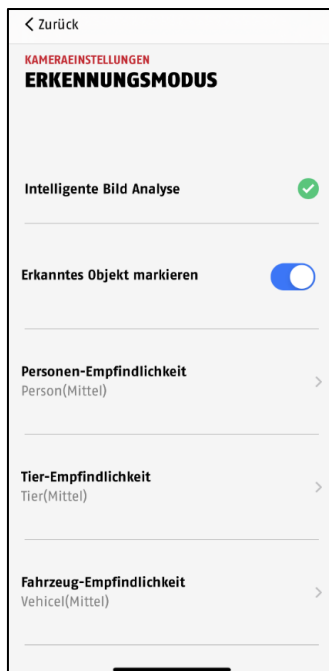 Zurück
KAMERAEINSTELLUNGEN
ERKENNUNGSMODUS
Intelligente Bild Analyse
Erkanntes Objekt markieren
Personen-Empfindlichkeit
Person(Mittel)
Tier-Empfindlichkeit
Tier(Mittel)
Fahrzeug-Empfindlichkeit
Vehicel(Mittel)